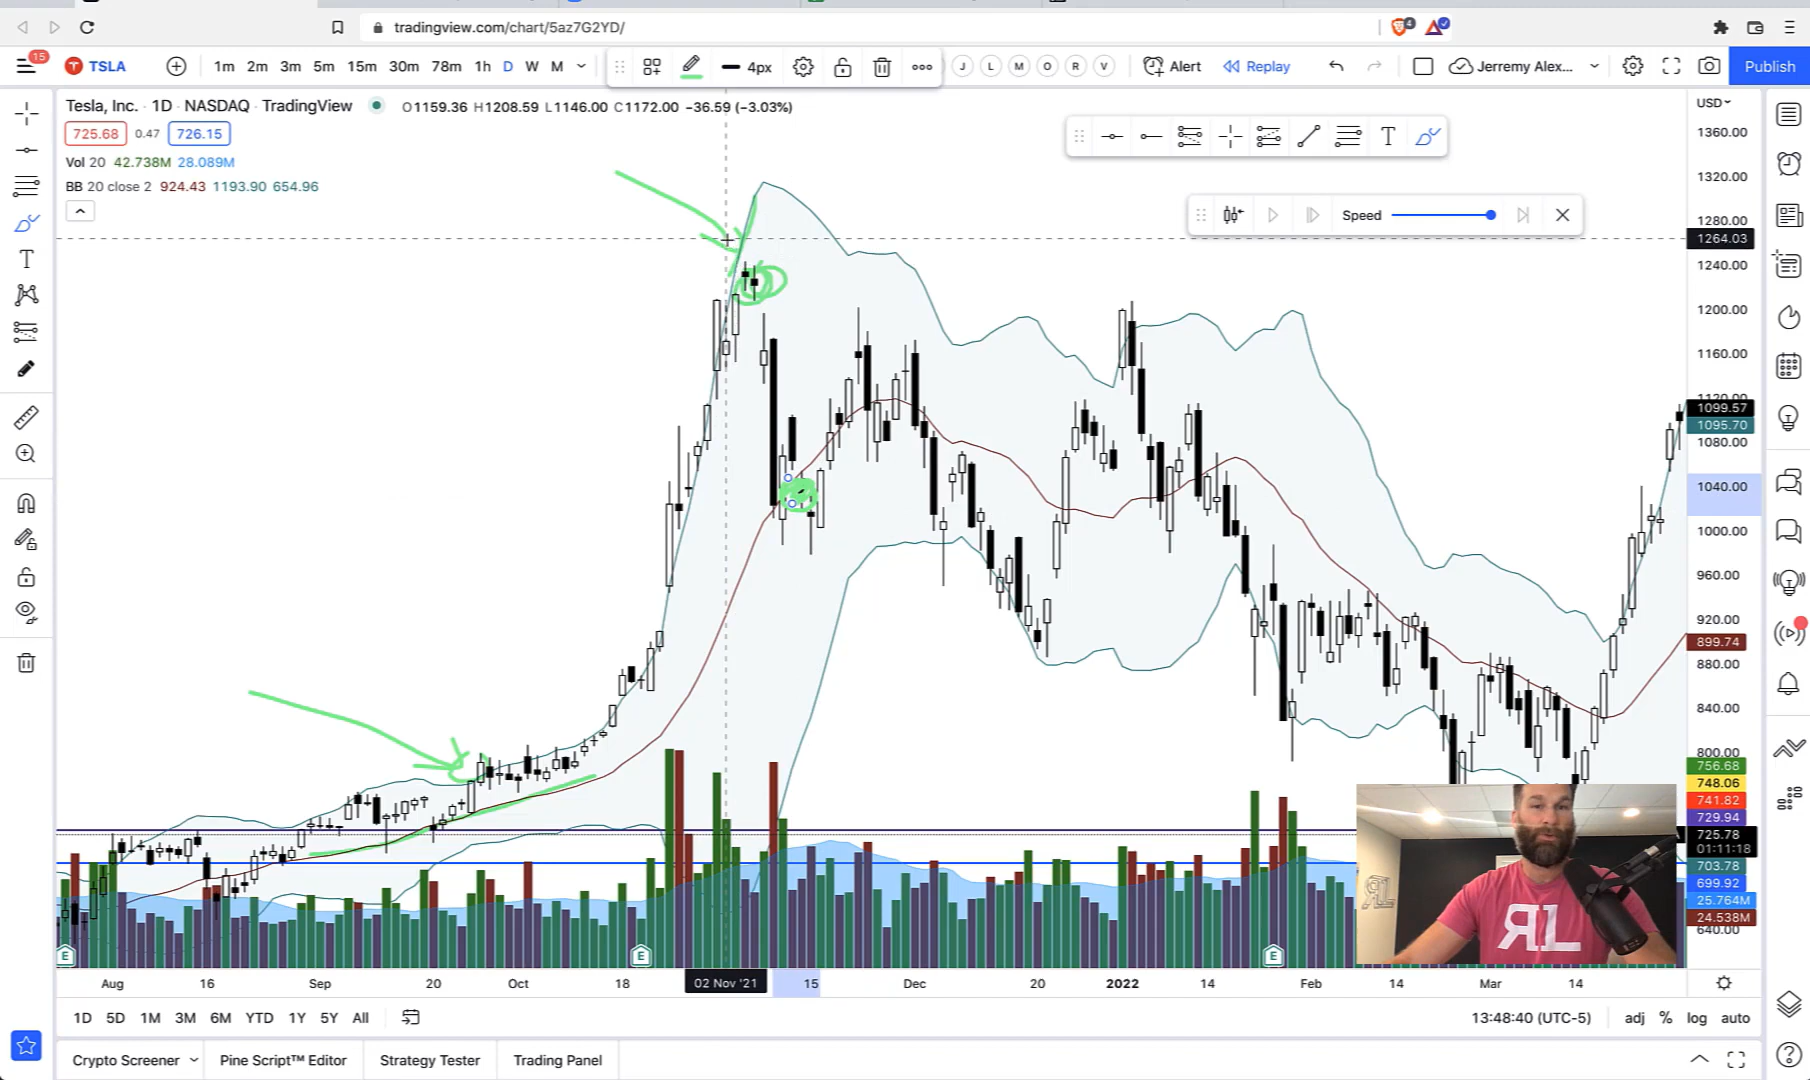 tradingview.com/chart/5az7G2YD/
4
15
TSLA
1m 2m 3m 5m 15m 30m 78m 1h D W M
4px
J L M O R V
Alert
Replay
Jerremy Alex...
Publish
Tesla, Inc. · 1D · NASDAQ · TradingView
O1159.36 H1208.59 L1146.00 C1172.00 −36.59 (−3.03%)
USD
725.68 0.47 726.15
Vol 20 42.738M 28.089M
BB 20 close 2 924.43 1193.90 654.96
T
Speed
T
1360.00
1320.00
1280.00
1264.03
1240.00
1200.00
1160.00
1120.00
1099.57
1095.70
1080.00
1040.00
1000.00
960.00
920.00
899.74
880.00
840.00
800.00
756.68
748.06
741.82
729.94
725.78
01:11:18
703.78
699.92
25.764M
24.538M
640.00
RL
E E E
Aug 16 Sep 20 Oct 18 02 Nov '21 15 Dec 20 2022 14 Feb 14 Mar 14
1D 5D 1M 3M 6M YTD 1Y 5Y All
13:48:40 (UTC-5) adj % log auto
Crypto Screener Pine Script™ Editor Strategy Tester Trading Panel